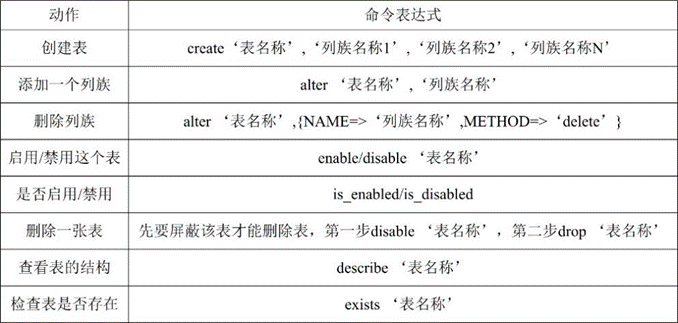 动作 命令表达式
创建表 create‘表名称’,‘列族名称1’,‘列族名称2’,‘列族名称N’
添加一个列族 alter ‘表名称’,‘列族名称’
删除列族 alter ‘表名称’,{NAME=>‘列族名称’,METHOD=>‘delete’}
启用/禁用这个表 enable/disable ‘表名称’
是否启用/禁用 is_enabled/is_disabled
删除一张表 先要屏蔽该表才能删除表，第一步disable ‘表名称’，第二步drop ‘表名称’
查看表的结构 describe ‘表名称’
检查表是否存在 exists ‘表名称’